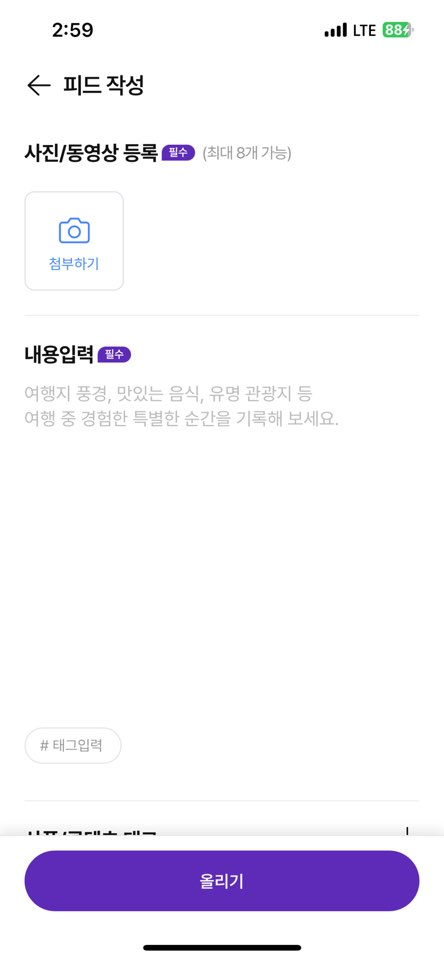 2:59 LTE 88
피드 작성
사진/동영상 등록 필수 (최대 8개 가능)
첨부하기
내용입력 필수
여행지 풍경, 맛있는 음식, 유명 관광지 등
여행 중 경험한 특별한 순간을 기록해 보세요.
# 태그입력
올리기